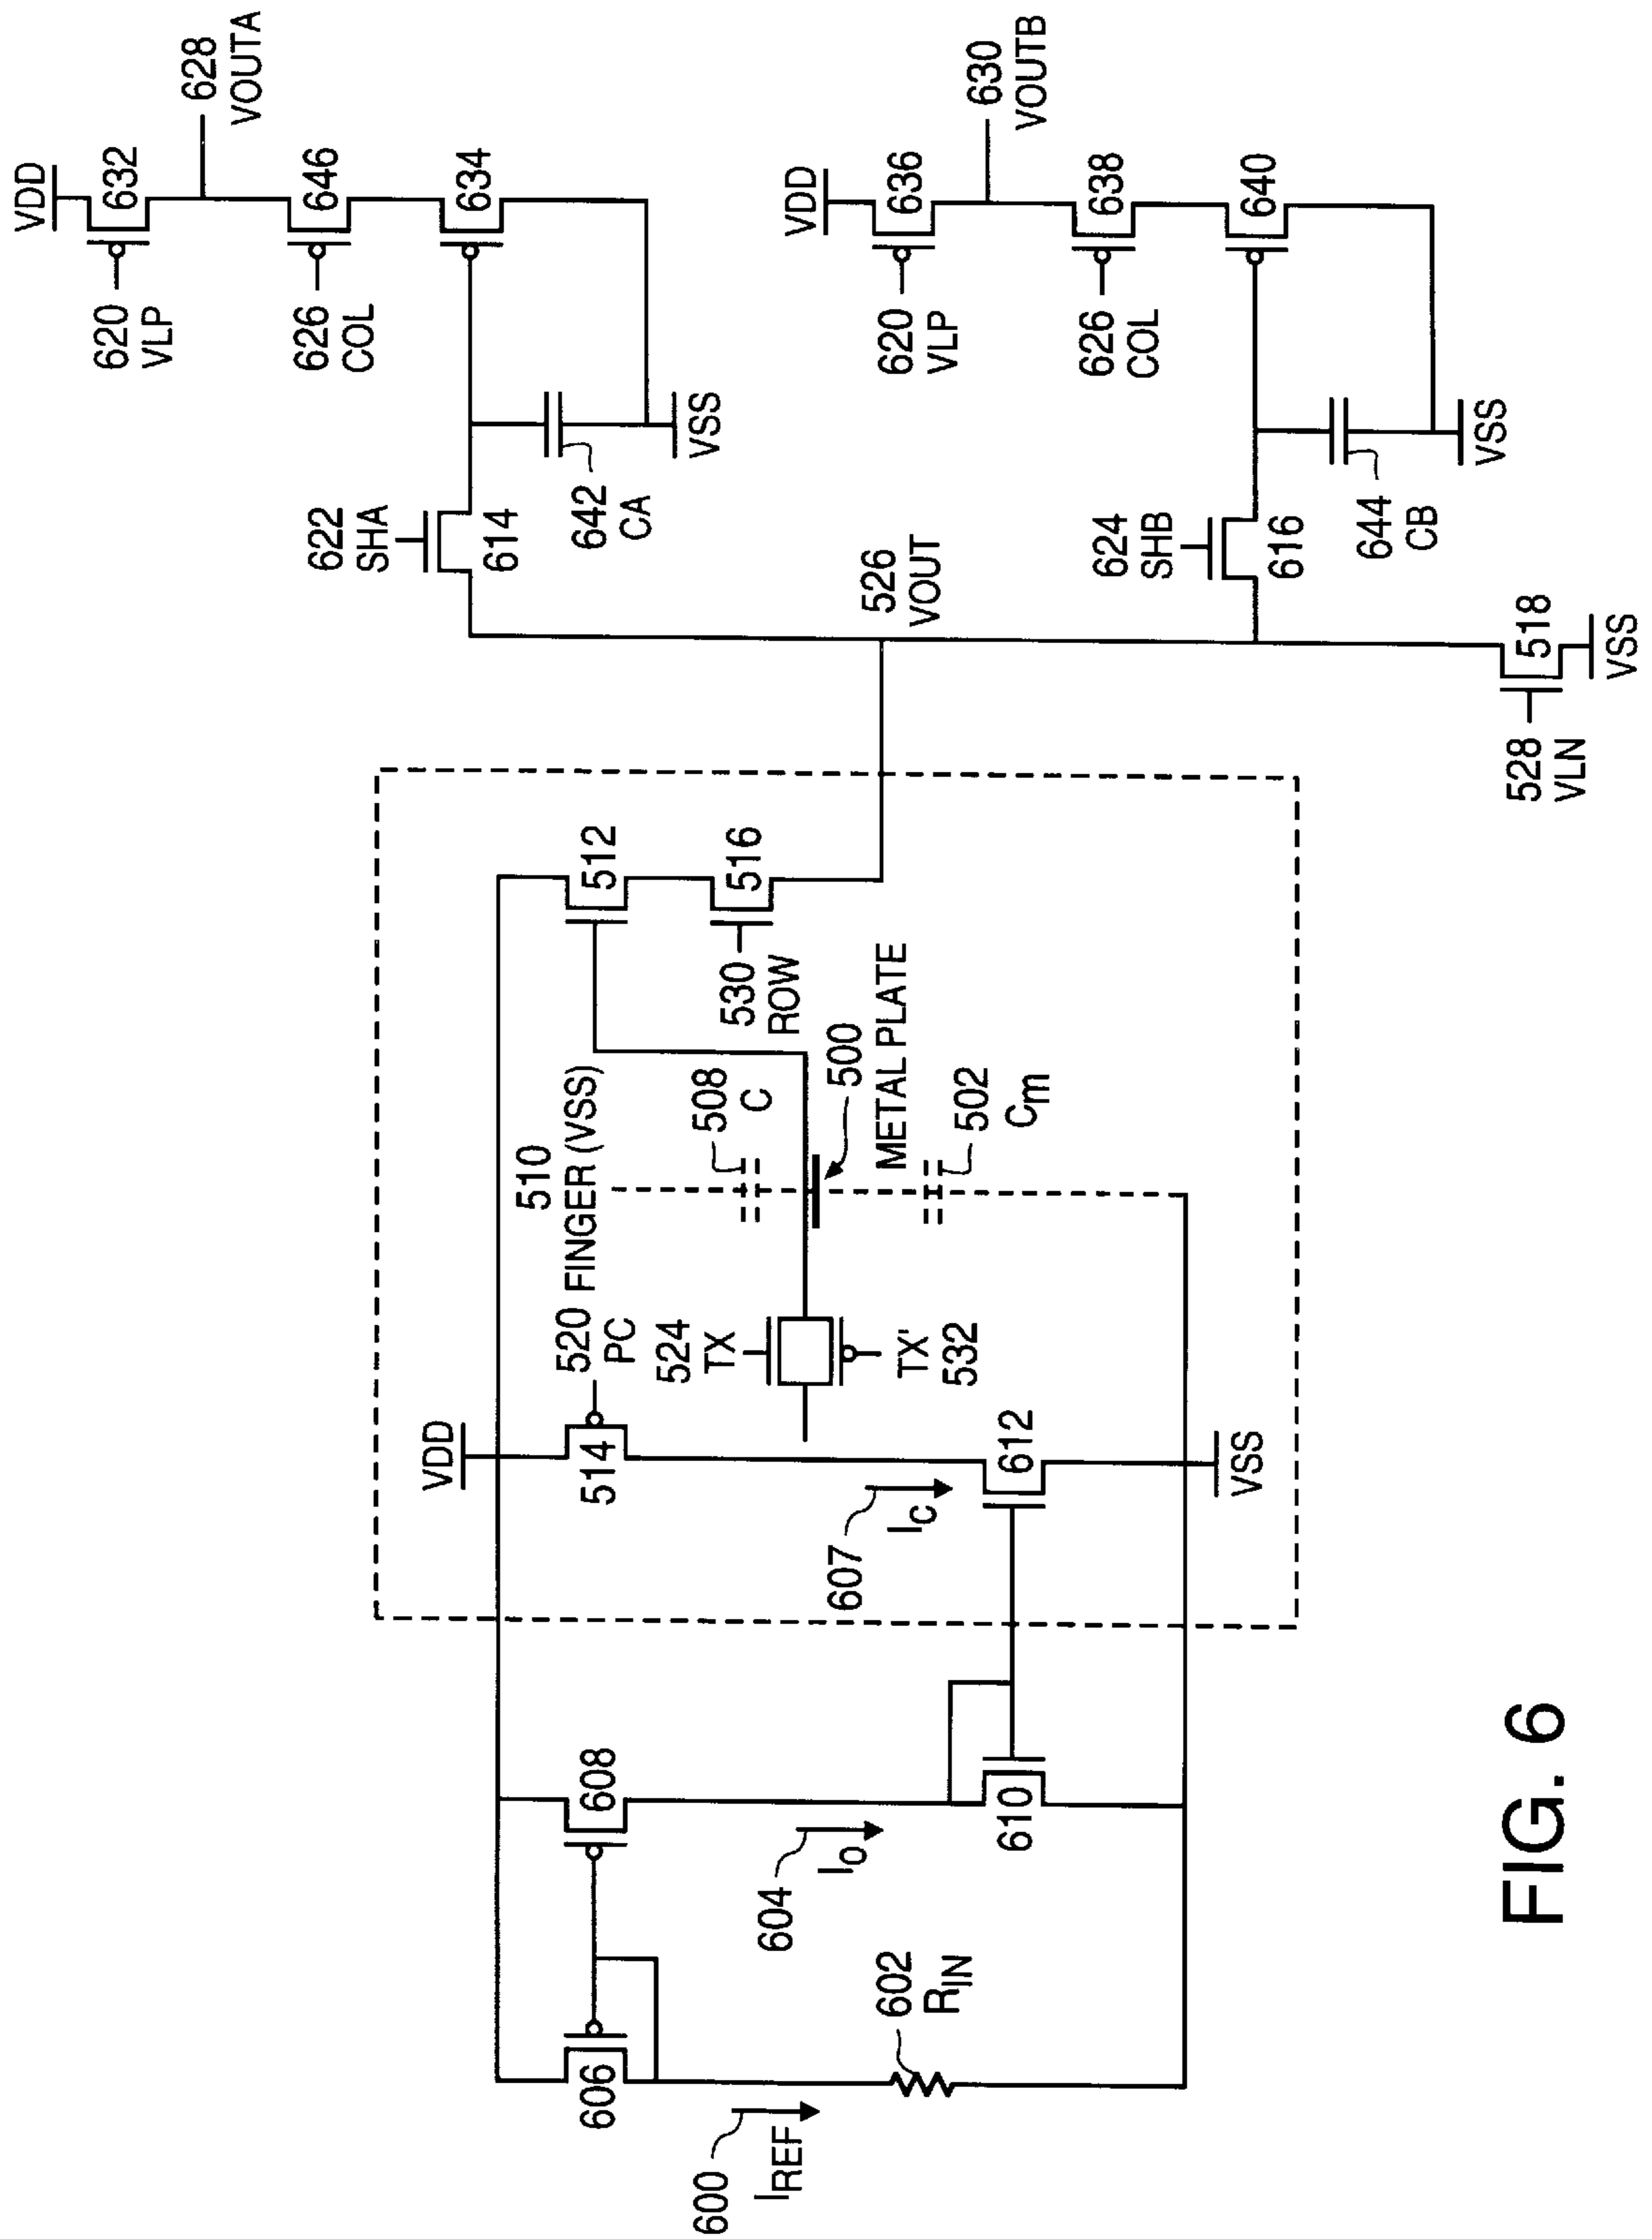 VDD
632
628
VOUTA
620
VLP
646
626
COL
634
622
SHA
614
642
CA
VSS
VDD
636
630
VOUTB
620
VLP
638
626
COL
640
624
SHB
616
644
CB
VSS
526
VOUT
518
528
VLN
VSS
512
516
530
ROW
510
FINGER (VSS)
508
C
500
METAL PLATE
502
Cm
VDD
520
PC
514
524
TX
TX'
532
607
IC
612
VSS
608
604
IO
610
606
600
IREF
602
RIN
FIG. 6